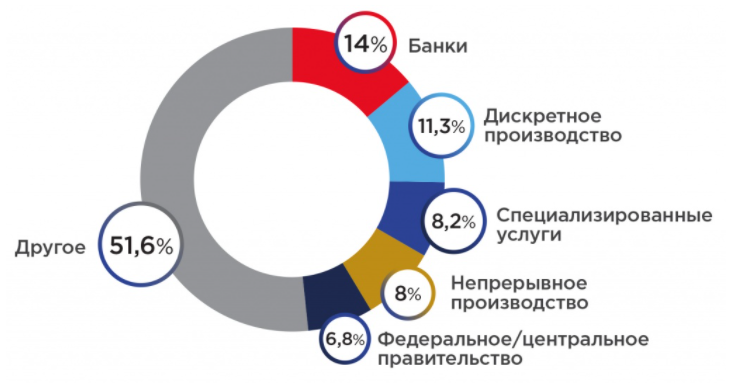 14% Банки
11,3% Дискретное
производство
8,2% Специализированные
услуги
Другое 51,6%
8% Непрерывное
производство
6,8% Федеральное/центральное
правительство